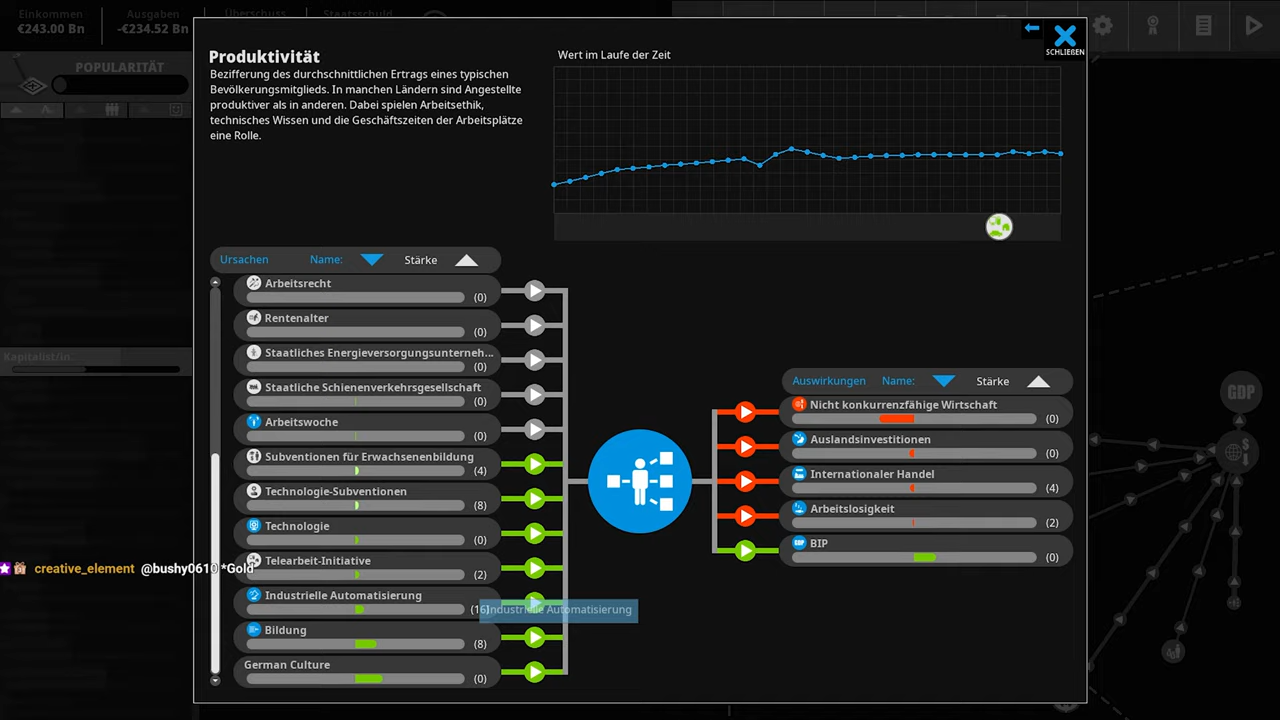 Einkommen
€243.00 Bn
Ausgaben
-€234.52 Bn
Überschuss
Staatsschuld
POPULARITÄT
Kapitalist/in...
Produktivität
Bezifferung des durchschnittlichen Ertrags eines typischen
Bevölkerungsmitglieds. In manchen Ländern sind Angestellte
produktiver als in anderen. Dabei spielen Arbeitsethik,
technisches Wissen und die Geschäftszeiten der Arbeitsplätze
eine Rolle.
Wert im Laufe der Zeit
SCHLIEẞEN
Ursachen Name: Stärke
Arbeitsrecht
(0)
Rentenalter
(0)
Staatliches Energieversorgungsunterneh...
(0)
Staatliche Schienenverkehrsgesellschaft
(0)
Arbeitswoche
(0)
Subventionen für Erwachsenenbildung
(4)
Technologie-Subventionen
(8)
Technologie
(0)
Telearbeit-Initiative
(2)
Industrielle Automatisierung
(16)
Industrielle Automatisierung
Bildung
(8)
German Culture
(0)
Auswirkungen Name: Stärke
Nicht konkurrenzfähige Wirtschaft
(0)
Auslandsinvestitionen
(0)
Internationaler Handel
(4)
Arbeitslosigkeit
(2)
BIP
(0)
GDP
creative_element @bushy0610 *Gold